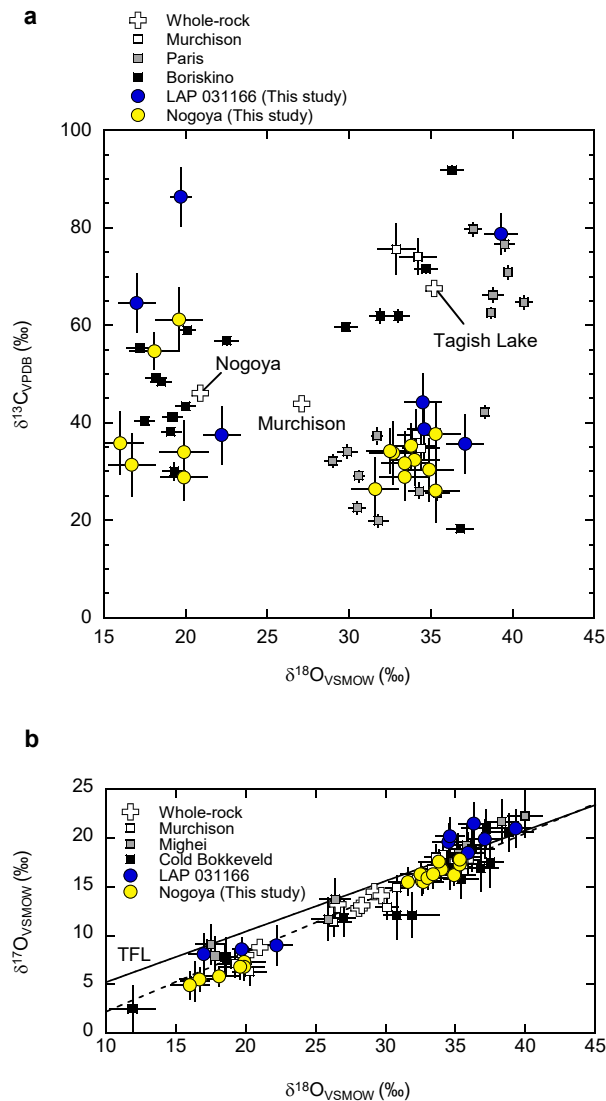 a
Whole-rock
Murchison
Paris
Boriskino
LAP 031166 (This study)
Nogoya (This study)
100
80
60
40
20
0
δ13CVPDB (‰)
Nogoya
Murchison
Tagish Lake
15 20 25 30 35 40 45
δ18OVSMOW (‰)
b
25
20
15
10
5
0
δ17OVSMOW (‰)
Whole-rock
Murchison
Mighei
Cold Bokkeveld
LAP 031166
Nogoya (This study)
TFL
10 15 20 25 30 35 40 45
δ18OVSMOW (‰)